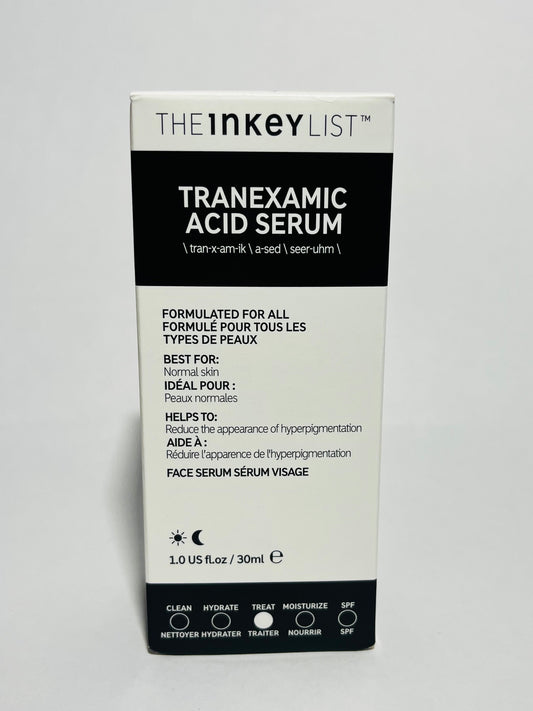 THE INKEY LIST™
TRANEXAMIC
ACID SERUM
\ tran-x-am-ik \ a-sed \ seer-uhm \
FORMULATED FOR ALL
FORMULÉ POUR TOUS LES
TYPES DE PEAUX
BEST FOR:
Normal skin
IDÉAL POUR :
Peaux normales
HELPS TO:
Reduce the appearance of hyperpigmentation
AIDE À :
Réduire l'apparence de l'hyperpigmentation
FACE SERUM SÉRUM VISAGE
1.0 US fl.oz / 30ml ℮
CLEAN HYDRATE TREAT MOISTURIZE SPF
NETTOYER HYDRATER TRAITER NOURRIR SPF